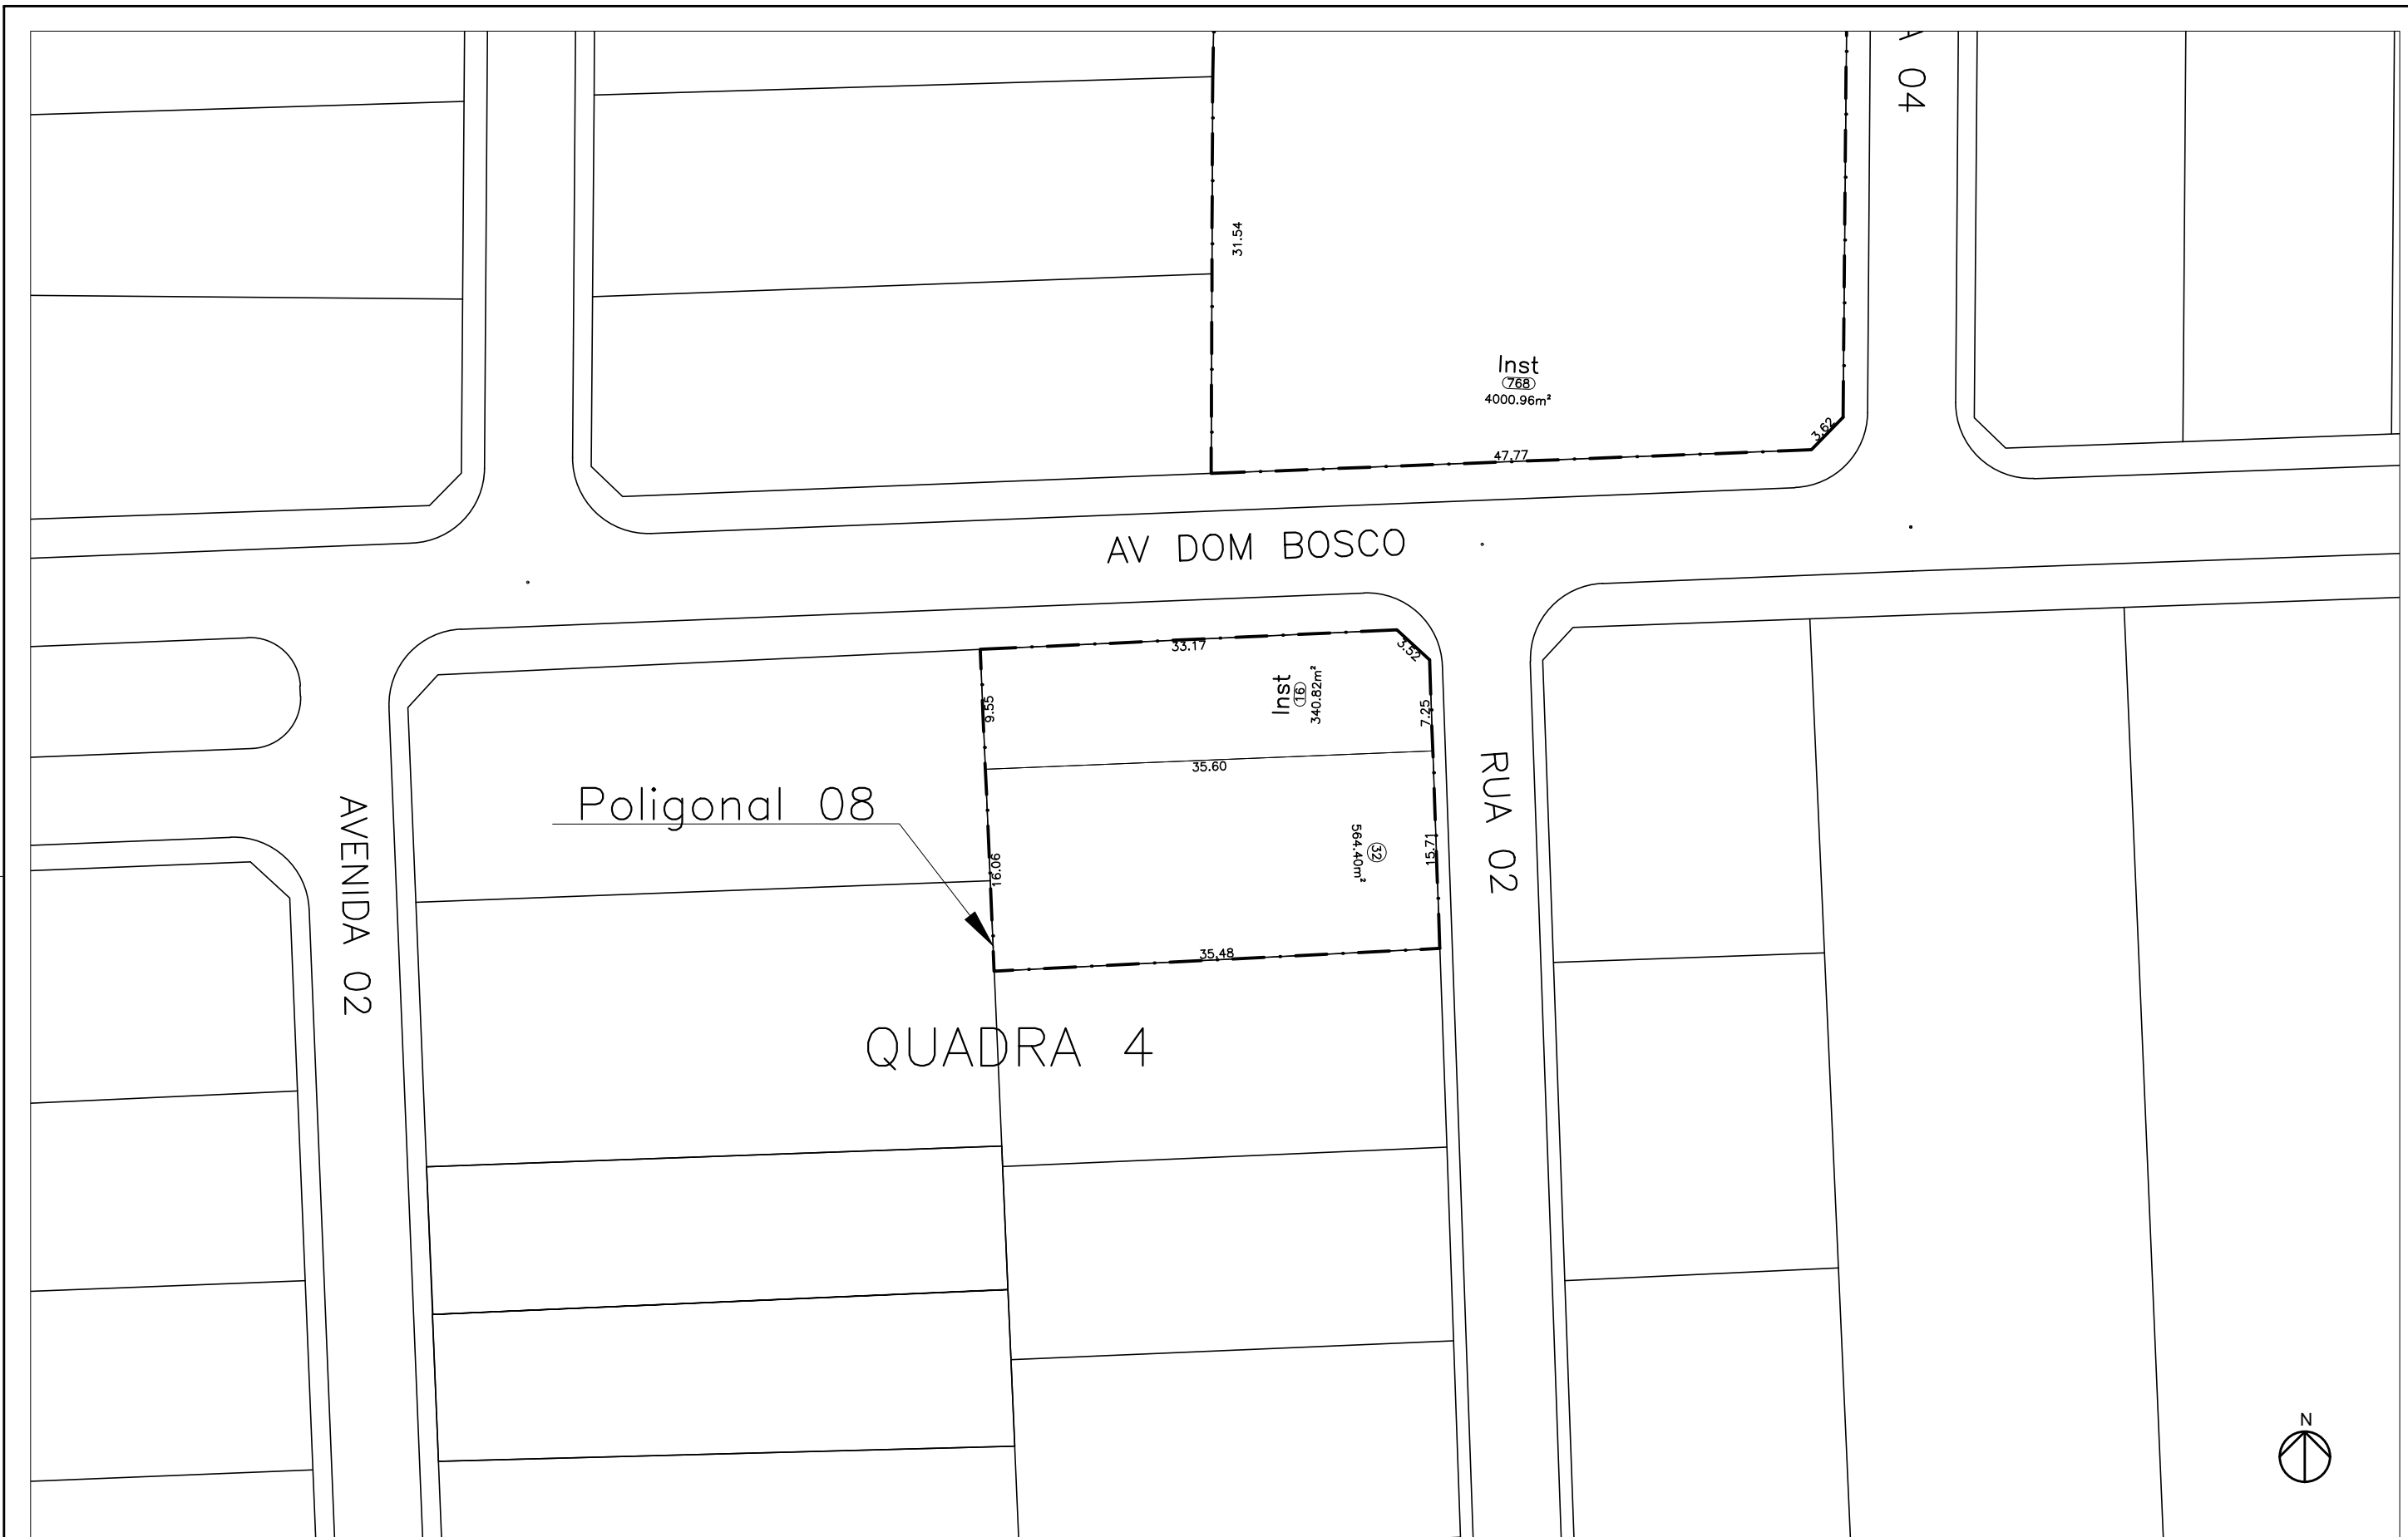 A 04
31.54
Inst
768
4000.96m²
3.62
47.77
AV DOM BOSCO
33.17
3.52
9.55
Inst
16
340.82m²
7.25
35.60
Poligonal 08
RUA 02
AVENIDA 02
16.06
564.40m²
32
15.71
35.48
QUADRA 4
N